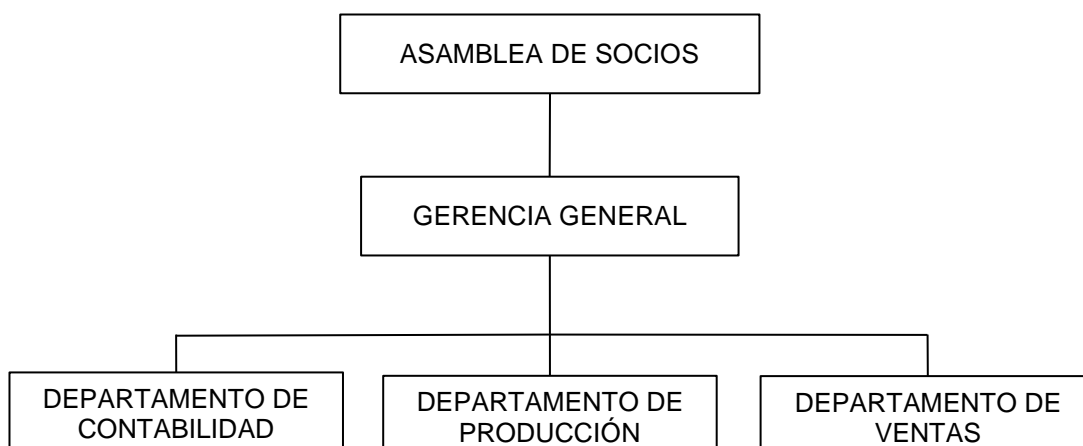 ASAMBLEA DE SOCIOS
GERENCIA GENERAL
DEPARTAMENTO DE
CONTABILIDAD
DEPARTAMENTO DE
PRODUCCIÓN
DEPARTAMENTO DE
VENTAS